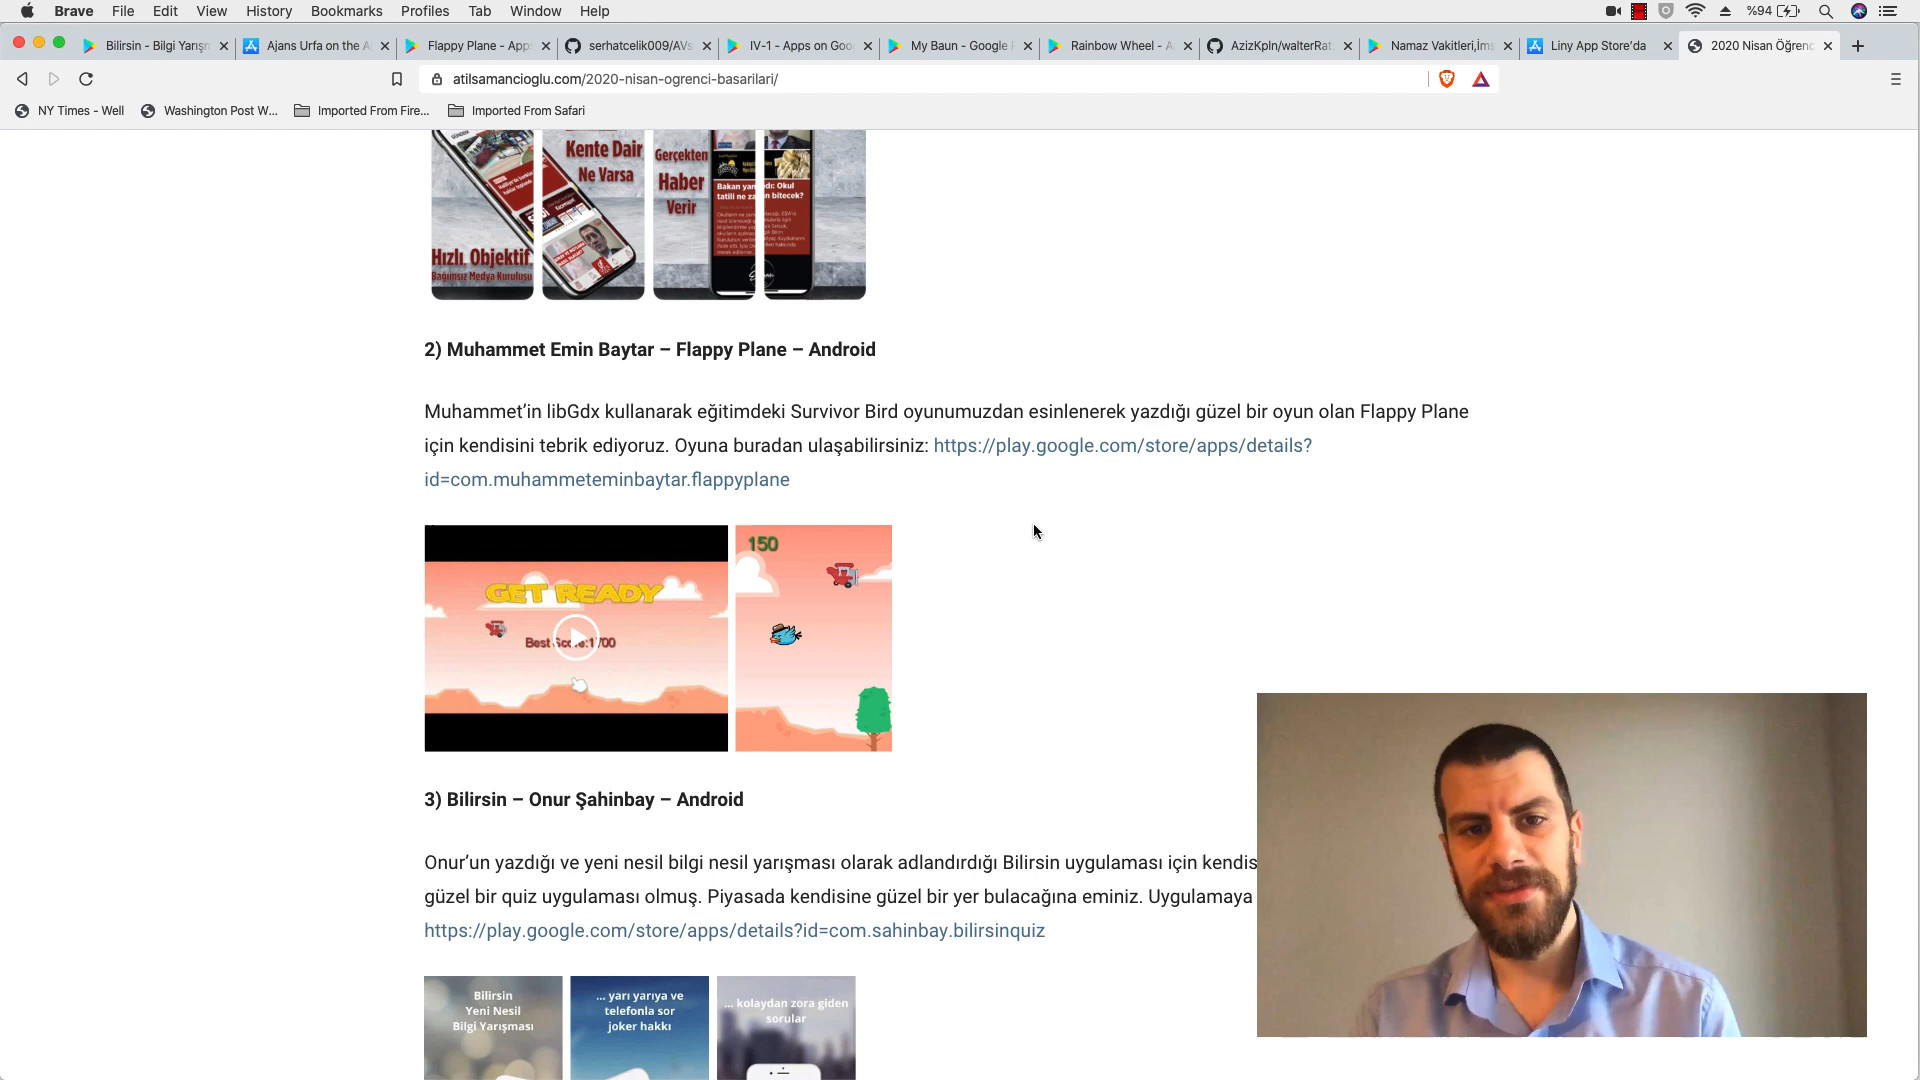 Brave File Edit View History Bookmarks Profiles Tab Window Help
%94
Bilirsin - Bilgi Yarışm
Ajans Urfa on the A
Flappy Plane - Apps
serhatcelik009/AVs
IV-1 - Apps on Goo
My Baun - Google P
Rainbow Wheel - A
AzizKpln/walterRat
Namaz Vakitleri,İms
Liny App Store'da
2020 Nisan Öğrenc
atilsamancioglu.com/2020-nisan-ogrenci-basarilari/
NY Times - Well
Washington Post W...
Imported From Fire...
Imported From Safari
Hızlı, Objektif
Bağımsız Medya Kuruluşu
Kente Dair
Ne Varsa
Gerçekten
Haber
Verir
2) Muhammet Emin Baytar – Flappy Plane – Android
Muhammet'in libGdx kullanarak eğitimdeki Survivor Bird oyunumuzdan esinlenerek yazdığı güzel bir oyun olan Flappy Plane
için kendisini tebrik ediyoruz. Oyuna buradan ulaşabilirsiniz: https://play.google.com/store/apps/details?
id=com.muhammeteminbaytar.flappyplane
GET READY
150
3) Bilirsin – Onur Şahinbay – Android
Onur'un yazdığı ve yeni nesil bilgi nesil yarışması olarak adlandırdığı Bilirsin uygulaması için kendis
güzel bir quiz uygulaması olmuş. Piyasada kendisine güzel bir yer bulacağına eminiz. Uygulamaya
https://play.google.com/store/apps/details?id=com.sahinbay.bilirsinquiz
Bilirsin
Yeni Nesil
Bilgi Yarışması
... yarı yarıya ve
telefonla sor
joker hakkı
... kolaydan zora giden
sorular